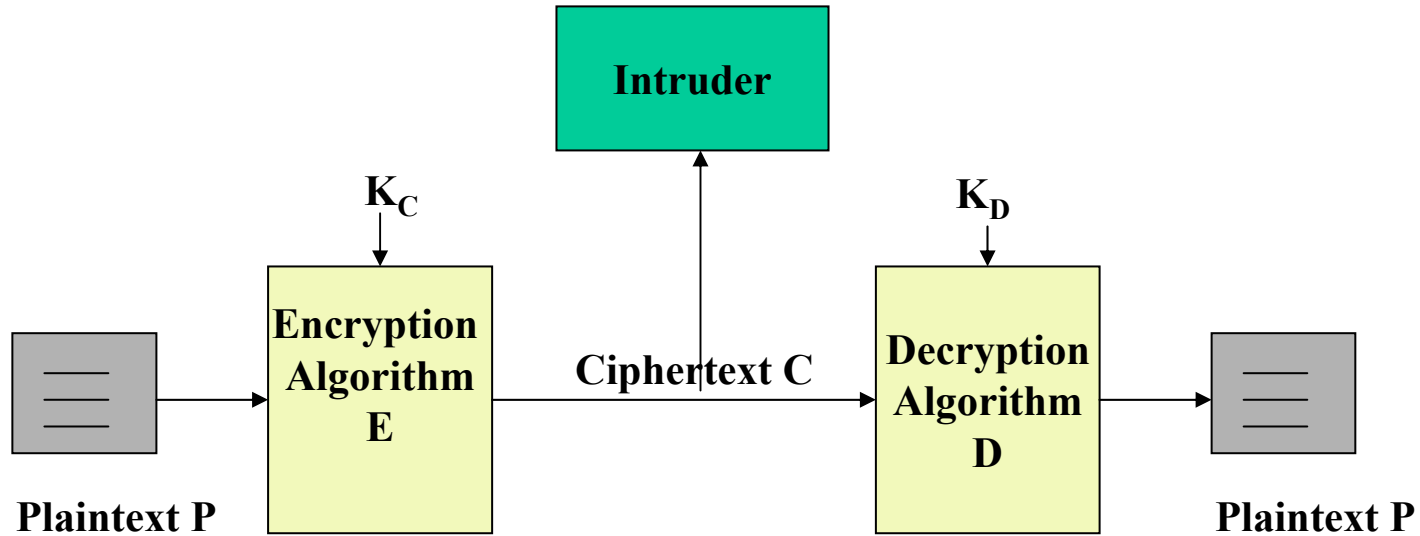 Intruder
K_C
K_D
Encryption
Algorithm
E
Ciphertext C
Decryption
Algorithm
D
Plaintext P
Plaintext P